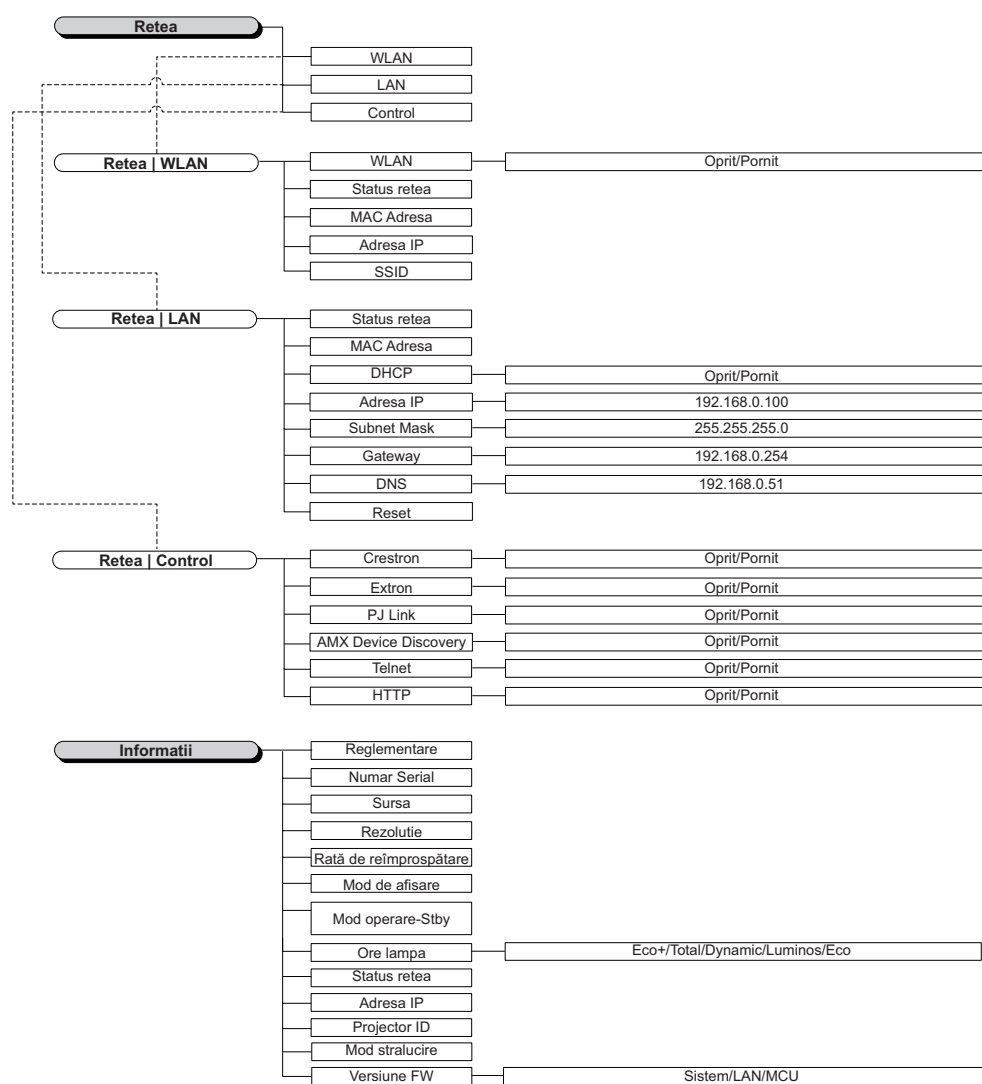 Retea
WLAN
LAN
Control
Retea | WLAN
WLAN
Oprit/Pornit
Status retea
MAC Adresa
Adresa IP
SSID
Retea | LAN
Status retea
MAC Adresa
DHCP
Oprit/Pornit
Adresa IP
192.168.0.100
Subnet Mask
255.255.255.0
Gateway
192.168.0.254
DNS
192.168.0.51
Reset
Retea | Control
Crestron
Oprit/Pornit
Extron
Oprit/Pornit
PJ Link
Oprit/Pornit
AMX Device Discovery
Oprit/Pornit
Telnet
Oprit/Pornit
HTTP
Oprit/Pornit
Informatii
Reglementare
Numar Serial
Sursa
Rezolutie
Rată de reîmprospătare
Mod de afisare
Mod operare-Stby
Ore lampa
Eco+/Total/Dynamic/Luminos/Eco
Status retea
Adresa IP
Projector ID
Mod stralucire
Versiune FW
Sistem/LAN/MCU